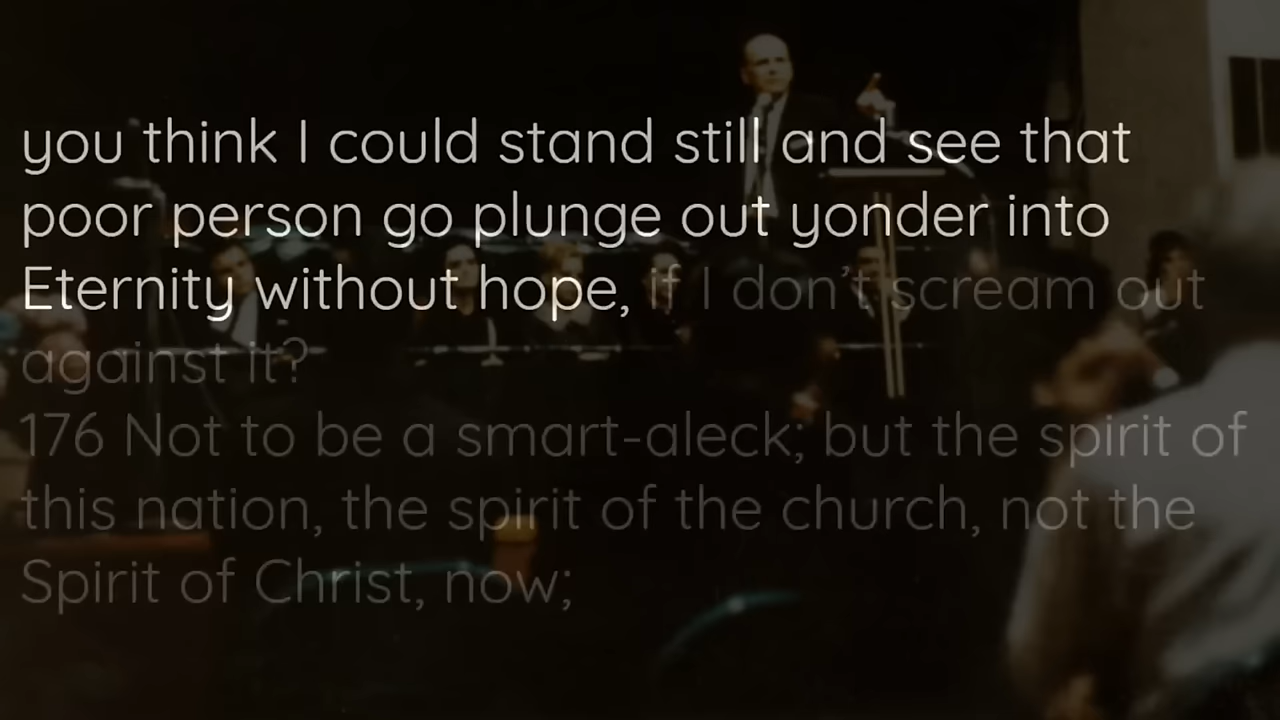 you think I could stand still and see that
poor person go plunge out yonder into
Eternity without hope, if I don’t scream out
against it?
176 Not to be a smart-aleck; but the spirit of
this nation, the spirit of the church, not the
Spirit of Christ, now;